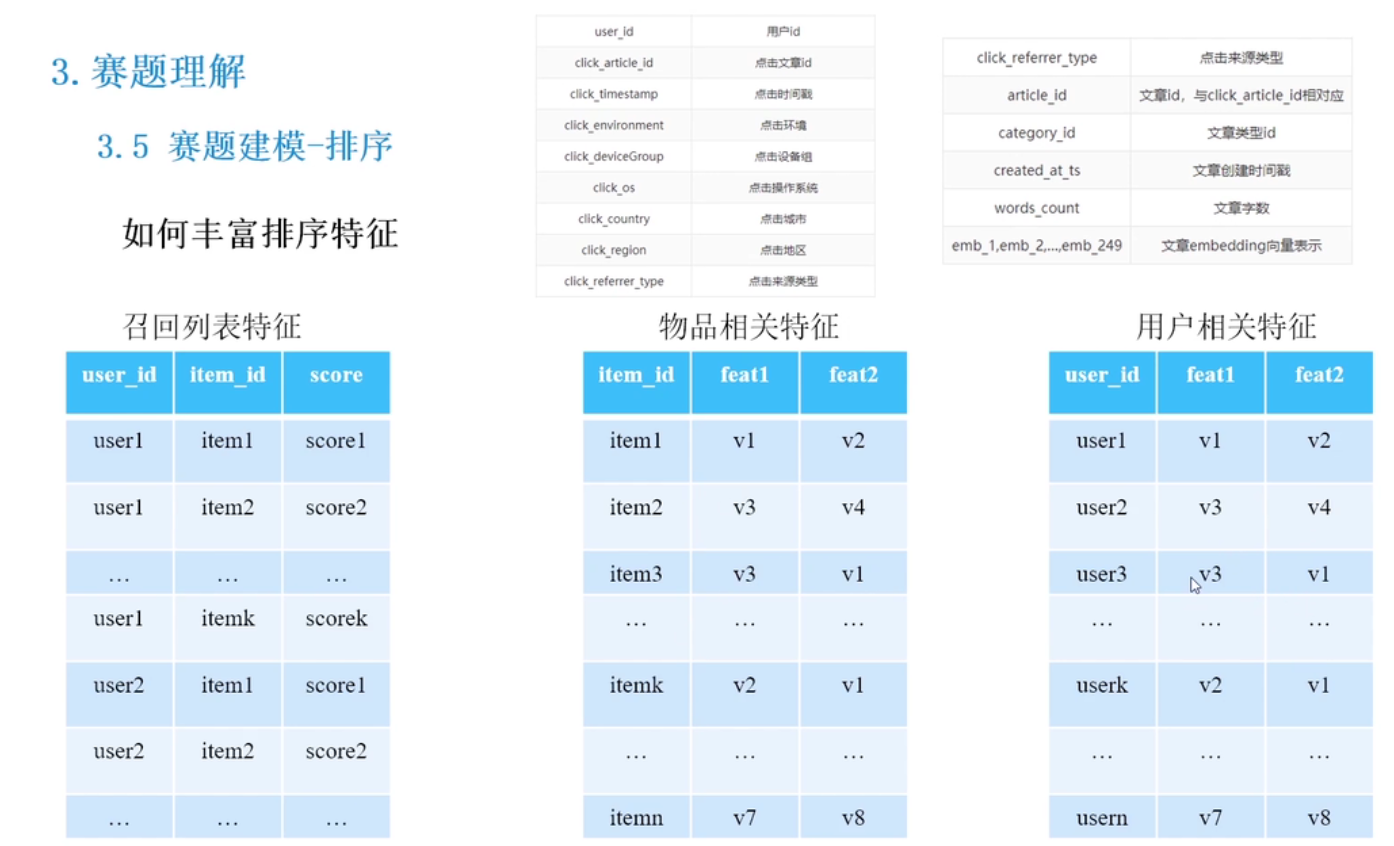 3. 赛题理解
3.5 赛题建模-排序
如何丰富排序特征
user_id 用户id
click_article_id 点击文章id
click_timestamp 点击时间戳
click_environment 点击环境
click_deviceGroup 点击设备组
click_os 点击操作系统
click_country 点击城市
click_region 点击地区
click_referrer_type 点击来源类型
click_referrer_type 点击来源类型
article_id 文章id，与click_article_id相对应
category_id 文章类型id
created_at_ts 文章创建时间戳
words_count 文章字数
emb_1,emb_2,...,emb_249 文章embedding向量表示
召回列表特征
user_id item_id score
user1 item1 score1
user1 item2 score2
… … …
user1 itemk scorek
user2 item1 score1
user2 item2 score2
… … …
物品相关特征
item_id feat1 feat2
item1 v1 v2
item2 v3 v4
item3 v3 v1
… … …
itemk v2 v1
… … …
itemn v7 v8
用户相关特征
user_id feat1 feat2
user1 v1 v2
user2 v3 v4
user3 v3 v1
… … …
userk v2 v1
… … …
usern v7 v8